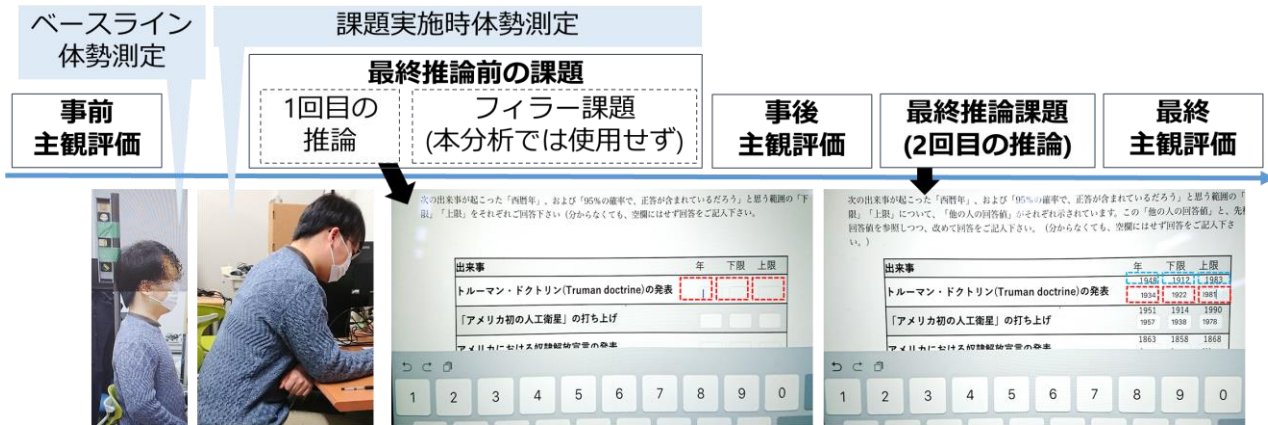 ベースライン
体勢測定
課題実施時体勢測定
最終推論前の課題
事前
主観評価
1回目の
推論
フィラー課題
(本分析では使用せず)
事後
主観評価
最終推論課題
(2回目の推論)
最終
主観評価
次の出来事が起こった「西暦年」、および「95%の確率で、正答が含まれているだろう」と思う範囲の「下
限」「上限」をそれぞれご回答下さい（分からなくても、空欄にはせず回答をご記入下さい。
出来事 年 下限 上限
トルーマン・ドクトリン(Truman doctrine)の発表
「アメリカ初の人工衛星」の打ち上げ
アメリカにおける奴隷解放宣言の発表
1 2 3 4 5 6 7 8 9 0
次の出来事が起こった「西暦年」、および「95%の確率で、正答が含まれているだろう」と思う範囲の「
限」「上限」について、「他の人の回答値」がそれぞれ示されています。この「他の人の回答値」と、先
回答値を参照しつつ、改めて回答をご記入下さい。（分からなくても、空欄にはせず回答をご記入下さ
い。）
出来事 年 下限 上限
1948 1912 1983
トルーマン・ドクトリン(Truman doctrine)の発表 1934 1922 1981
1951 1914 1990
「アメリカ初の人工衛星」の打ち上げ 1957 1938 1978
1863 1858 1868
アメリカにおける奴隷解放宣言の発表
1 2 3 4 5 6 7 8 9 0